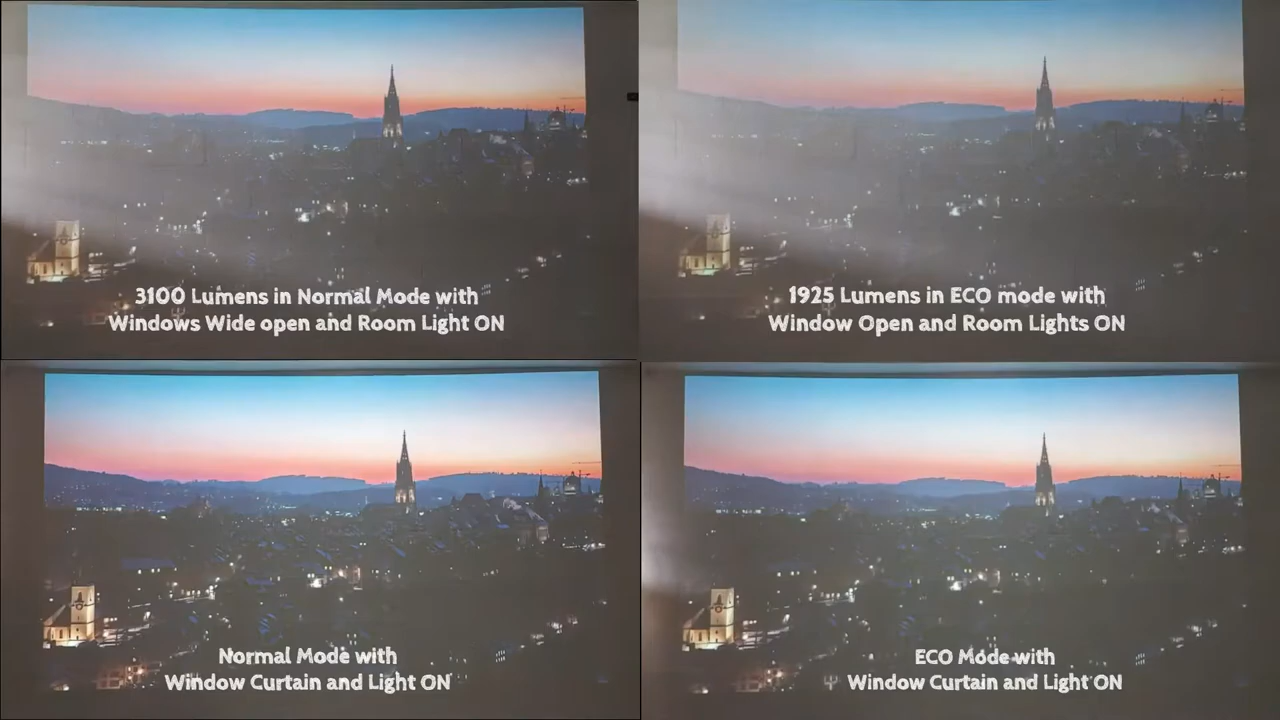 3100 Lumens in Normal Mode with
Windows Wide open and Room Light ON
1925 Lumens in ECO mode with
Window Open and Room Lights ON
Normal Mode with
Window Curtain and Light ON
ECO Mode with
Window Curtain and Light ON